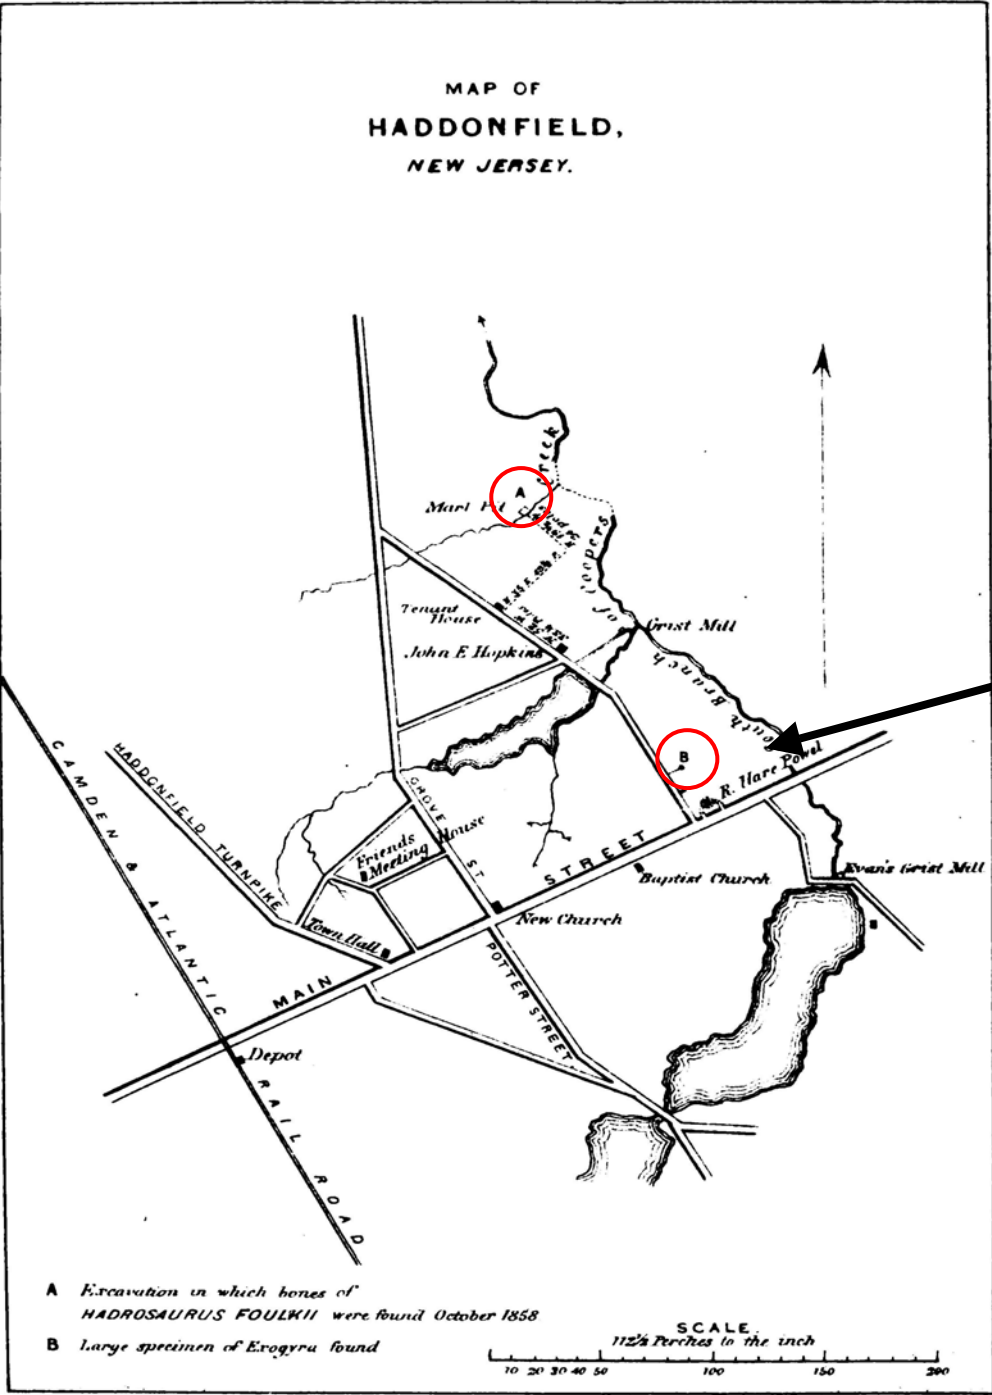 MAP OF
HADDONFIELD,
NEW JERSEY.
Creek
A
Marl Pit
Tenant
House
John E Hopkins
of Coopers
Grist Mill
South Branch
B
R. Hare Powel
CAMDEN & ATLANTIC RAIL ROAD
HADDONFIELD TURNPIKE
GROVE ST
Friends
Meeting House
MAIN STREET
Baptist Church
Evan's Grist Mill
New Church
Town Hall
POTTER STREET
Depot
A Excavation in which bones of
HADROSAURUS FOULKII were found October 1858
B Large specimen of Exogyra found
SCALE.
112½ Perches to the inch
10 20 30 40 50 100 150 200